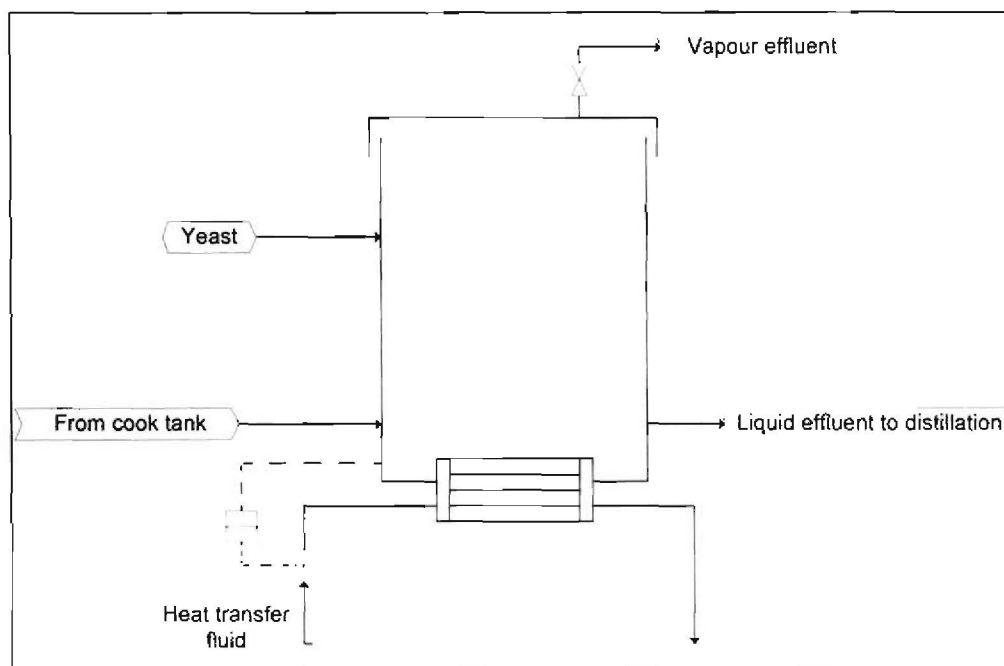 Vapour effluent
Yeast
From cook tank
Liquid effluent to distillation
Heat transfer
fluid